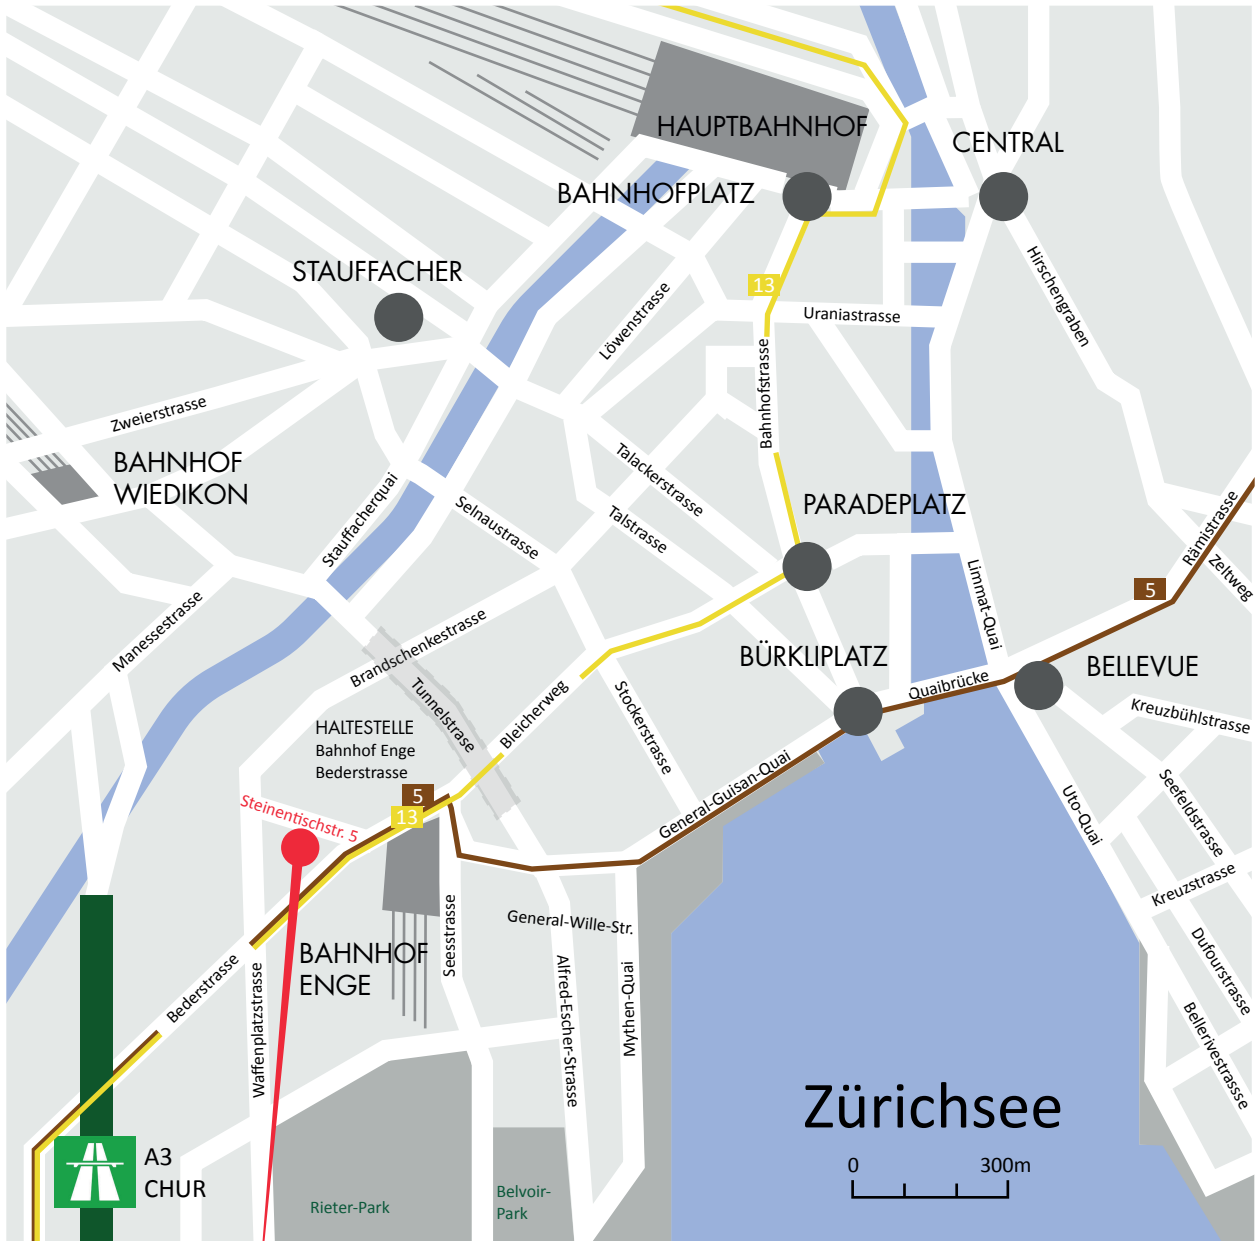 HAUPTBAHNHOF
CENTRAL
BAHNHOFPLATZ
STAUFFACHER
13
Hirschengraben
Löwenstrasse
Uraniastrasse
Bahnhofstrasse
Zweierstrasse
BAHNHOF
WIEDIKON
Stauffacherquai
Selnaustrasse
Talackerstrasse
Talstrasse
PARADEPLATZ
Rämistrasse
Zeltweg
5
Limmat-Quai
Manessestrasse
Brandschenkestrasse
Tunnelstrase
BÜRKLIPLATZ
Quaibrücke
BELLEVUE
Bleicherweg
Stockerstrasse
Kreuzbühlstrasse
HALTESTELLE
Bahnhof Enge
Bederstrasse
5
13
Steinentischstr. 5
General-Guisan-Quai
Uto-Quai
Seefeldstrasse
Kreuzstrasse
General-Wille-Str.
Seesstrasse
BAHNHOF
ENGE
Bederstrasse
Waffenplatzstrasse
Alfred-Escher-Strasse
Mythen-Quai
Dufourstrasse
Bellerivestassse
Zürichsee
0 300m
A3
CHUR
Rieter-Park
Belvoir-
Park